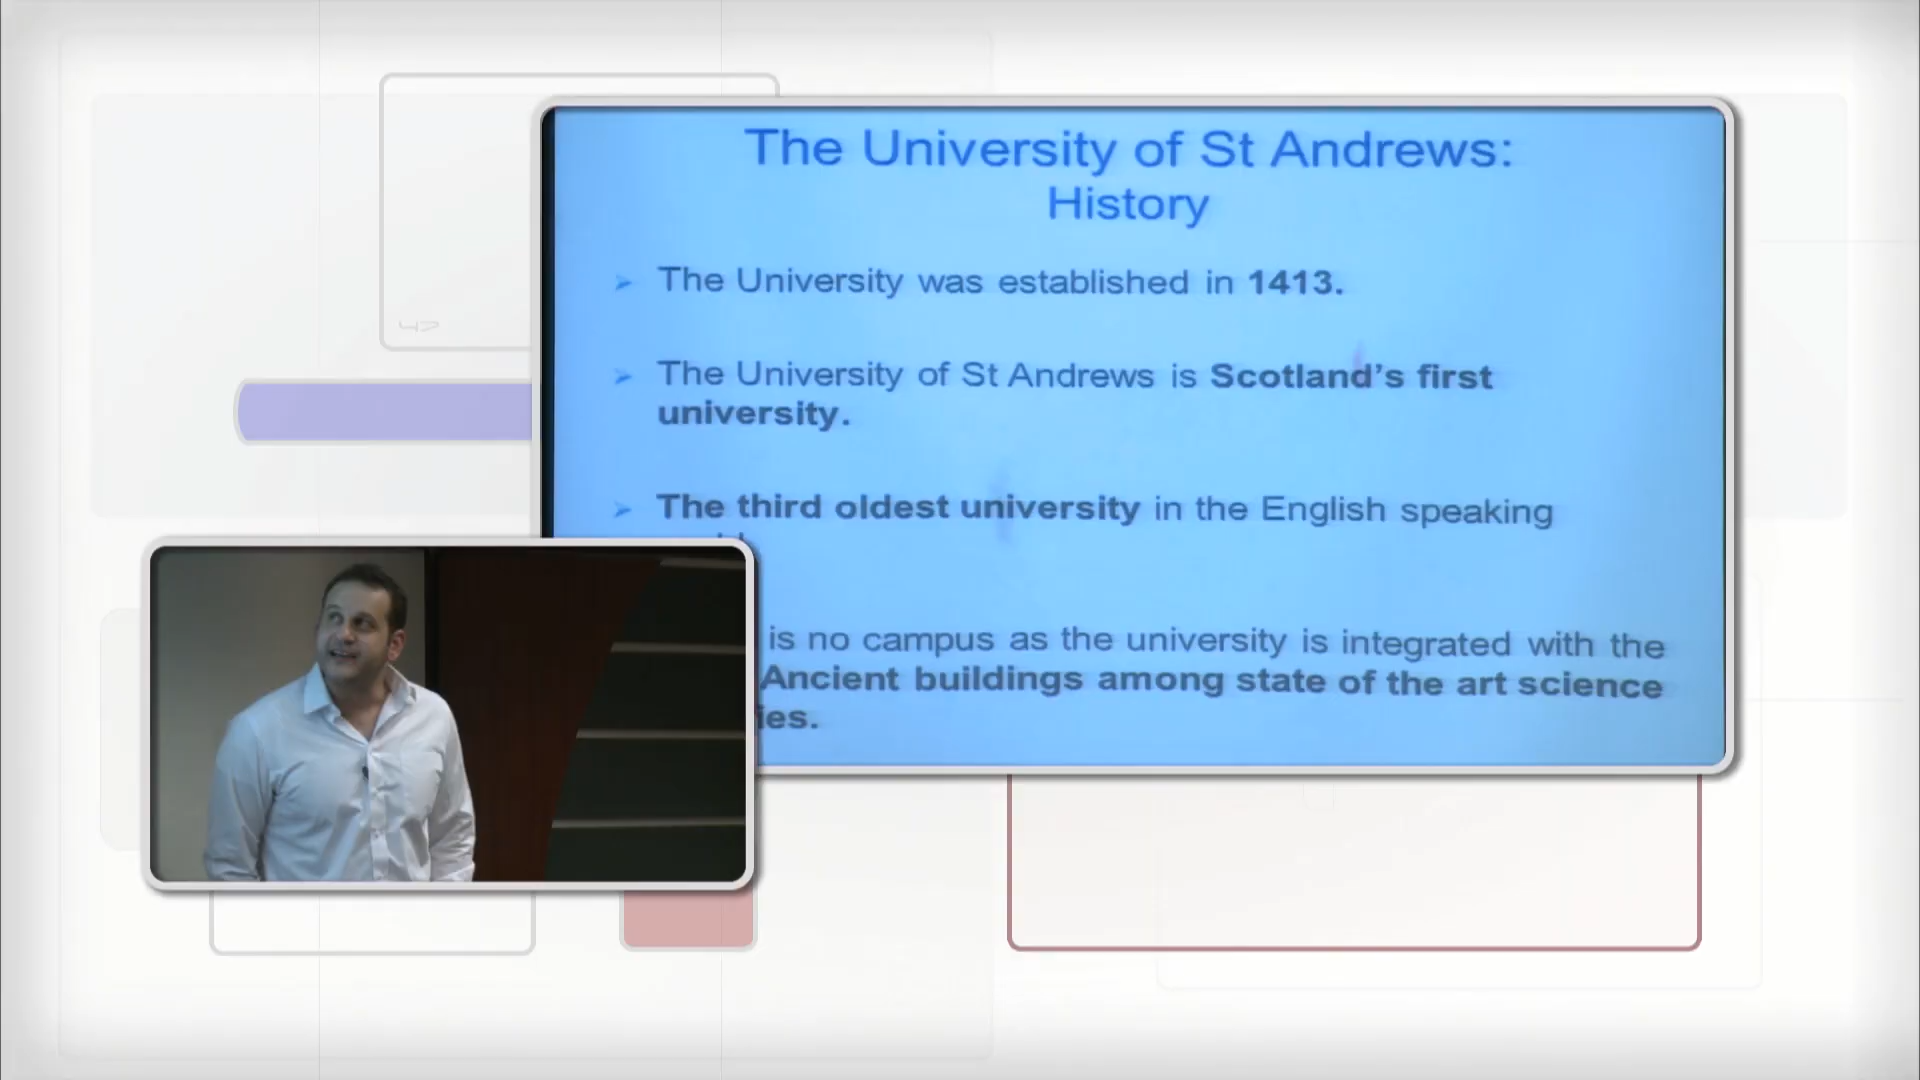 The University of St Andrews:
History
The University was established in 1413.
The University of St Andrews is Scotland's first
university.
The third oldest university in the English speaking
is no campus as the university is integrated with the
Ancient buildings among state of the art science
ies.